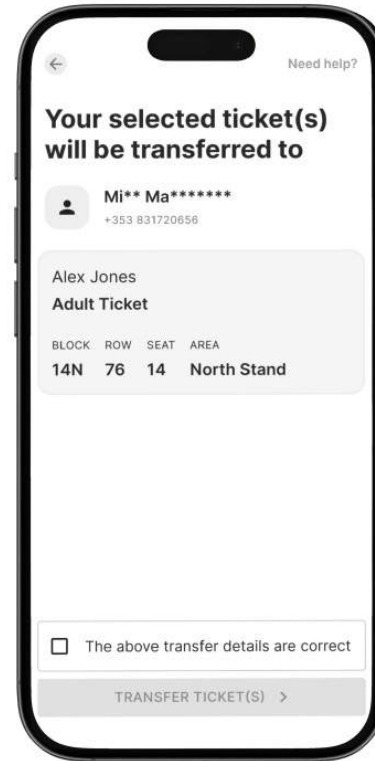 Need help?
Your selected ticket(s)
will be transferred to
Mi** Ma*******
+353 831720656
Alex Jones
Adult Ticket
BLOCK ROW SEAT AREA
14N 76 14 North Stand
The above transfer details are correct
TRANSFER TICKET(S)